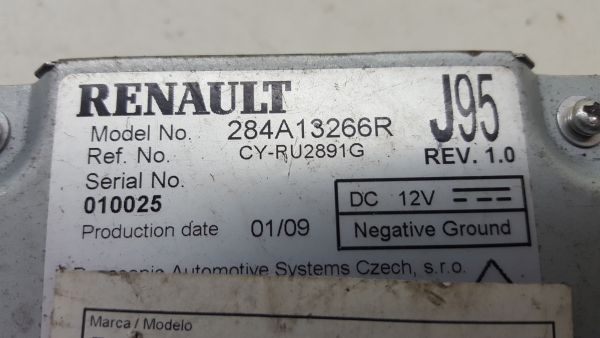 RENAULT J95
Model No. 284A13266R
Ref. No. CY-RU2891G REV. 1.0
Serial No.
010025
DC 12V
Production date 01/09 Negative Ground
Panasonic Automotive Systems Czech, s.r.o.
Marca / Modelo